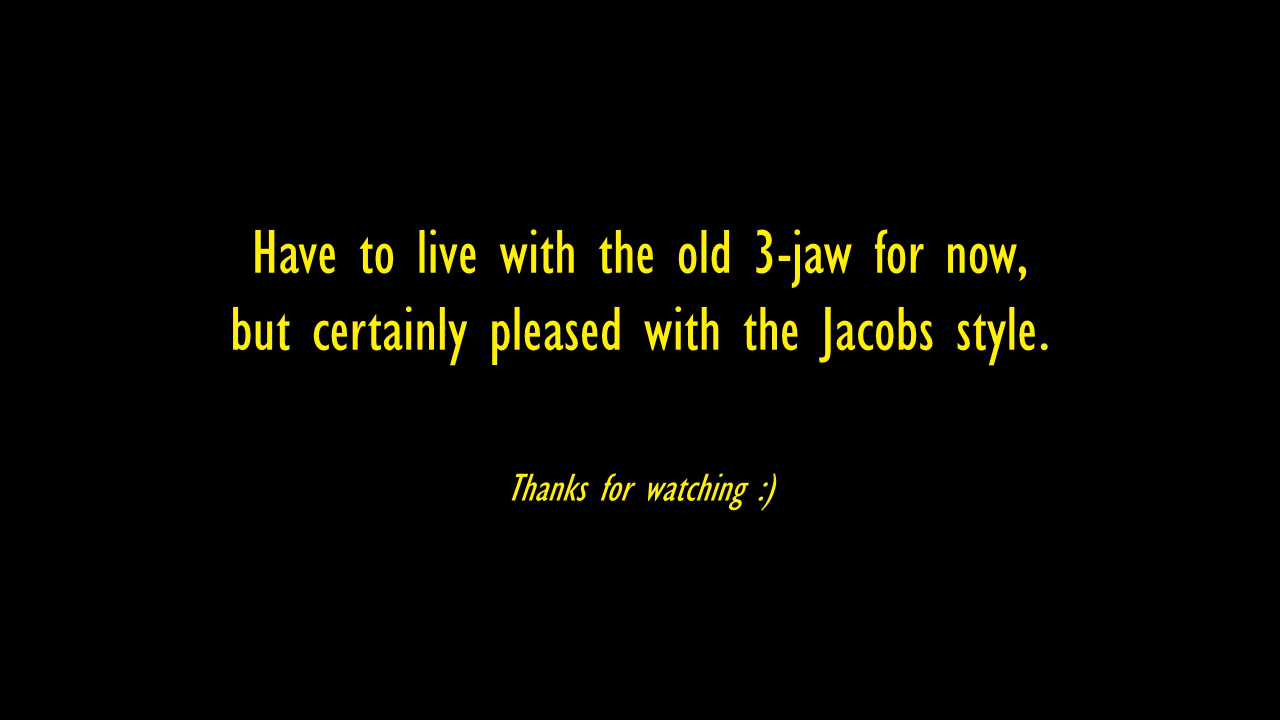 Have to live with the old 3-jaw for now,
but certainly pleased with the Jacobs style.
Thanks for watching :)